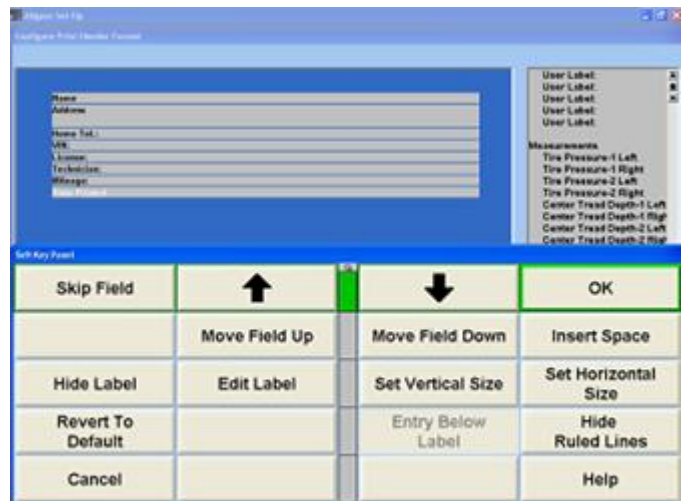 Aligner Set Up
Configure Print Header Format
Name
Address
Home Tel.:
VIN:
License:
Technician:
Mileage:
Date Printed
User Label:
User Label:
User Label:
User Label:
User Label:
Measurements
Tire Pressure-1 Left
Tire Pressure-1 Right
Tire Pressure-2 Left
Tire Pressure-2 Right
Center Tread Depth-1 Left
Center Tread Depth-1 Righ
Center Tread Depth-2 Left
Center Tread Depth-2 Righ
Soft Key Panel
Skip Field
OK
Move Field Up
Move Field Down
Insert Space
Hide Label
Edit Label
Set Vertical Size
Set Horizontal
Size
Revert To
Default
Entry Below
Label
Hide
Ruled Lines
Cancel
Help